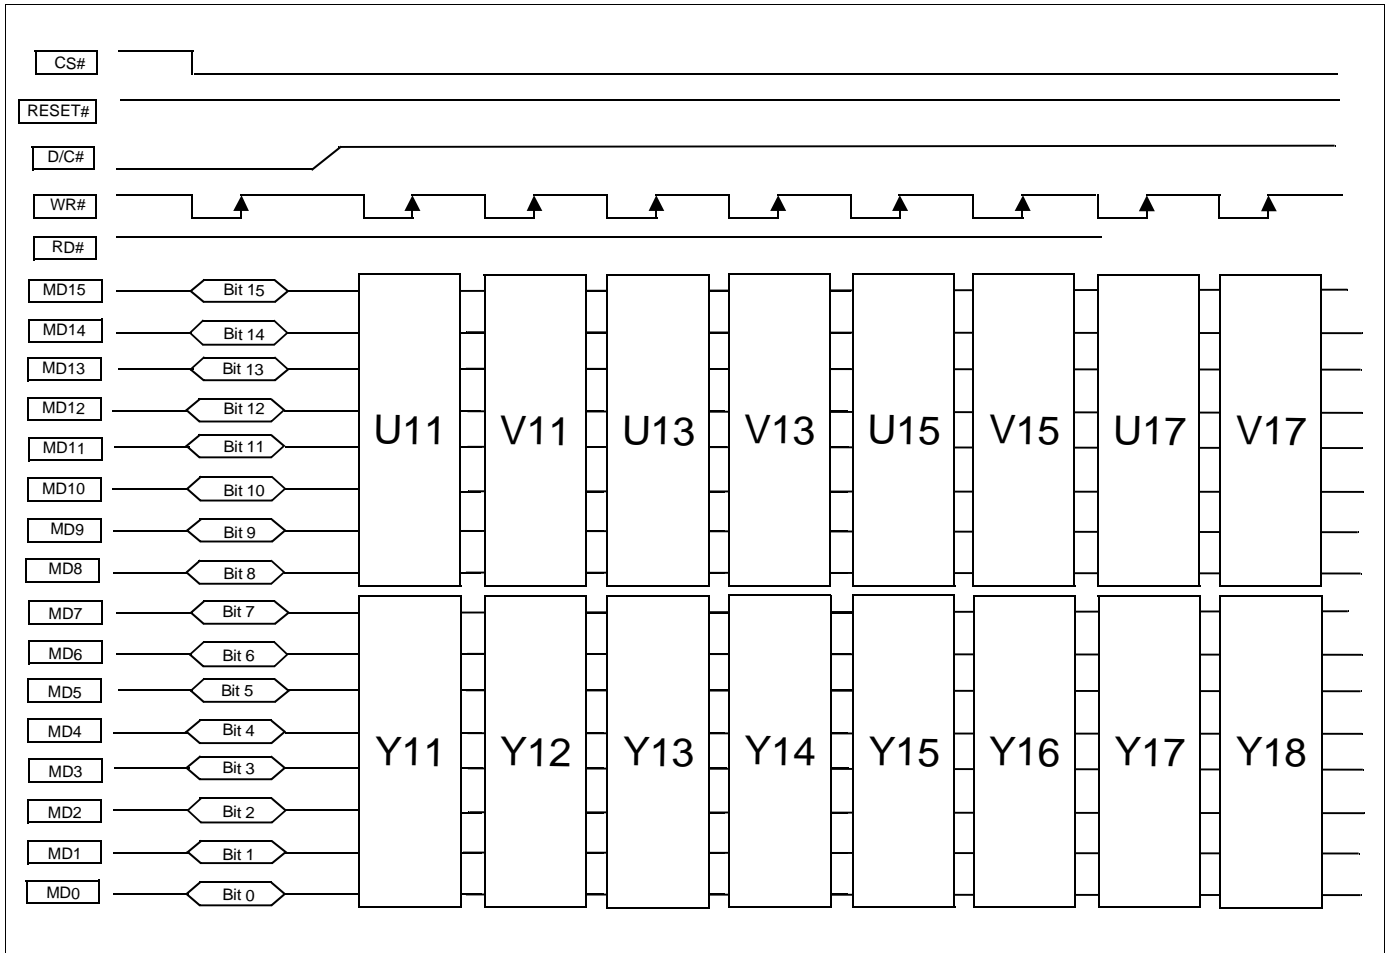 CS#
RESET#
D/C#
WR#
RD#
MD15 Bit 15
MD14 Bit 14
MD13 Bit 13
MD12 Bit 12
MD11 Bit 11
U11 V11 U13 V13 U15 V15 U17 V17
MD10 Bit 10
MD9 Bit 9
MD8 Bit 8
MD7 Bit 7
MD6 Bit 6
MD5 Bit 5
MD4 Bit 4
Y11 Y12 Y13 Y14 Y15 Y16 Y17 Y18
MD3 Bit 3
MD2 Bit 2
MD1 Bit 1
MD0 Bit 0